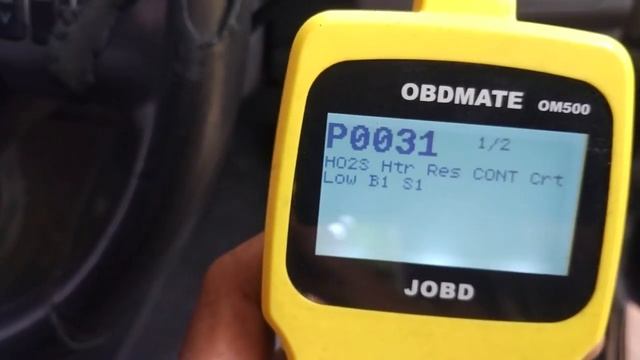 OBDMATE OM500
P0031 1/2
HO2S Htr Res CONT Crt
Low B1 S1
JOBD